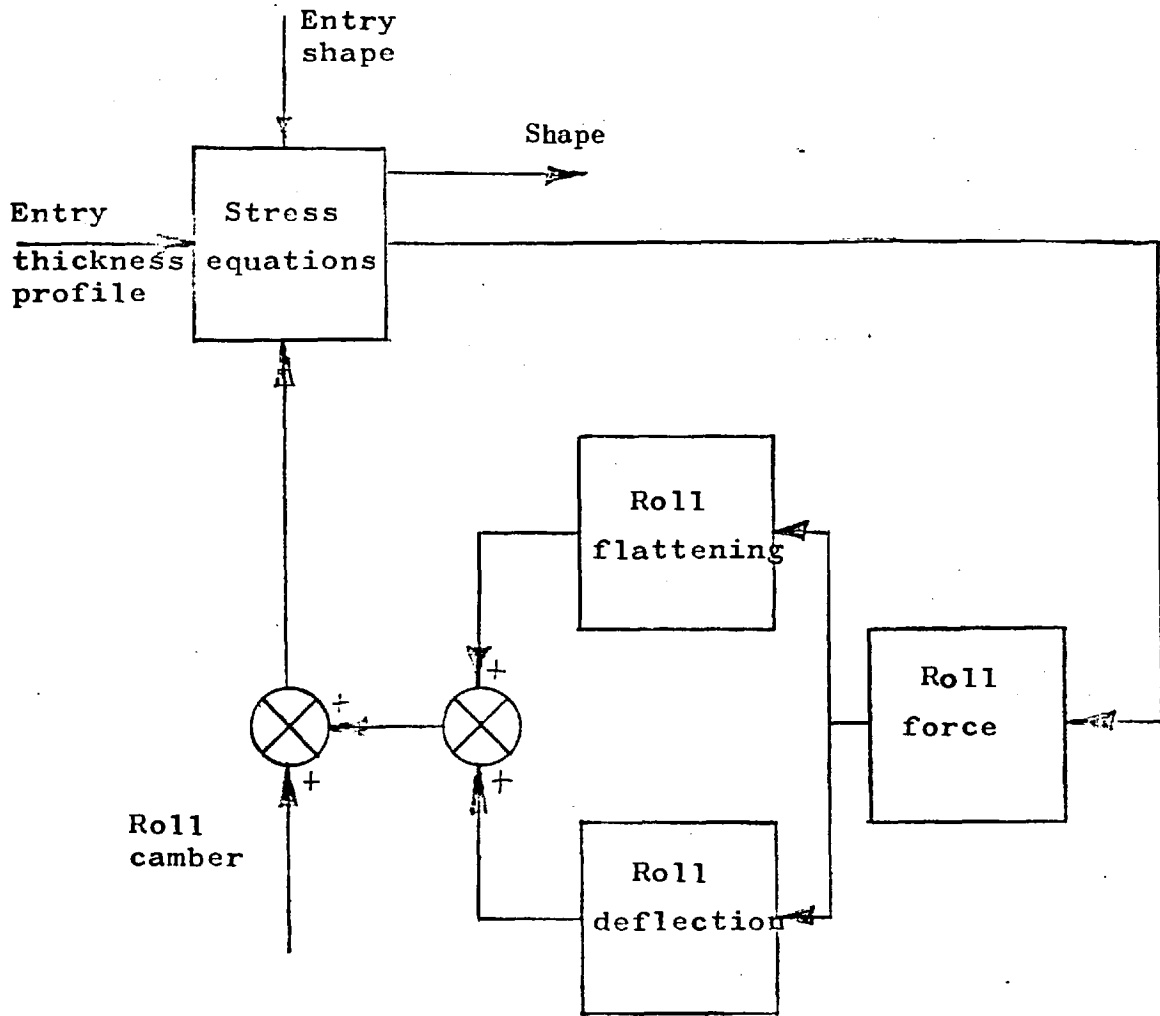 Entry
shape
Shape
Entry
thickness
profile
Stress
equations
Roll
flattening
+
+
+
+
Roll
force
Roll
camber
Roll
deflection